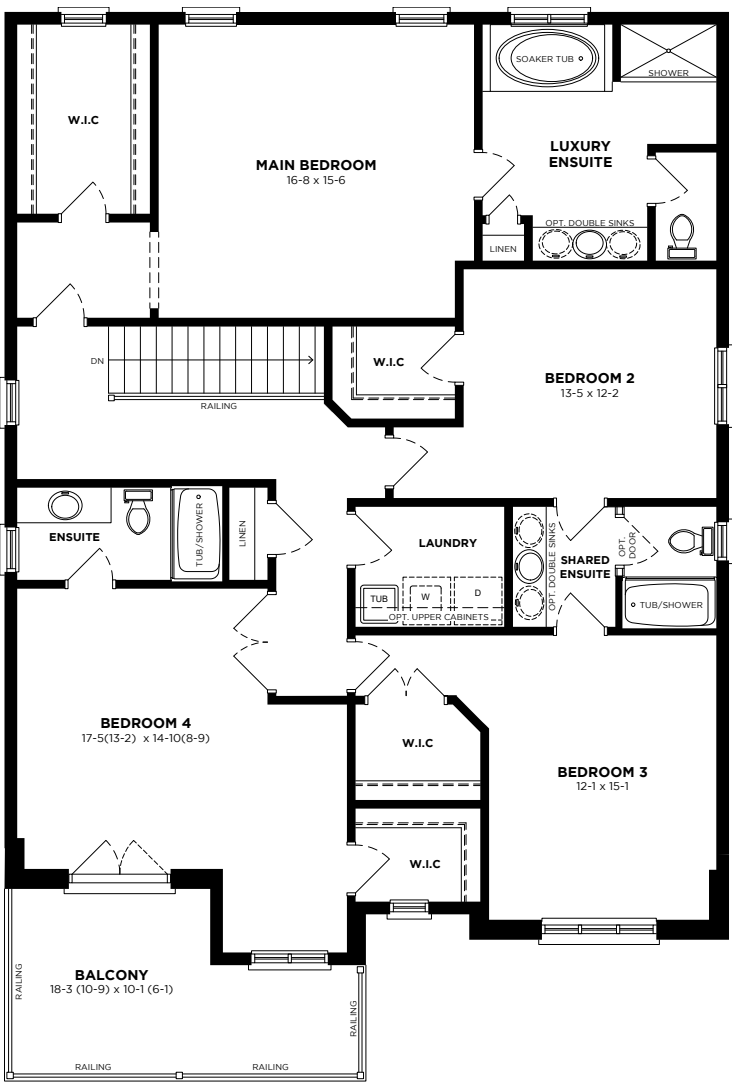 SOAKER TUB
SHOWER
W.I.C
MAIN BEDROOM
16-8 x 15-6
LUXURY
ENSUITE
OPT. DOUBLE SINKS
LINEN
DN
RAILING
W.I.C
BEDROOM 2
13-5 x 12-2
ENSUITE
TUB/SHOWER
LINEN
LAUNDRY
TUB
W
D
OPT. UPPER CABINETS
OPT. DOUBLE SINKS
SHARED
ENSUITE
OPT.
DOOR
TUB/SHOWER
BEDROOM 4
17-5(13-2) x 14-10(8-9)
W.I.C
BEDROOM 3
12-1 x 15-1
W.I.C
BALCONY
18-3 (10-9) x 10-1 (6-1)
RAILING
RAILING
RAILING
RAILING